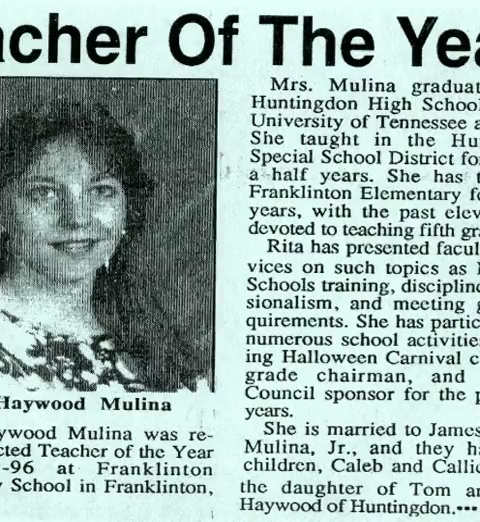 acher Of The Yea
Haywood Mulina
ywood Mulina was re-
cted Teacher of the Year
-96 at Franklinton
y School in Franklinton,
Mrs. Mulina graduat
Huntingdon High School
University of Tennessee a
She taught in the Hu
Special School District fo
a half years. She has t
Franklinton Elementary fo
years, with the past elev
devoted to teaching fifth gra
Rita has presented facul
vices on such topics as
Schools training, discipline
sionalism, and meeting g
quirements. She has partic
numerous school activities
ing Halloween Carnival c
grade chairman, and
Council sponsor for the p
years.
She is married to James
Mulina, Jr., and they ha
children, Caleb and Callie
the daughter of Tom an
Haywood of Huntingdon.•••